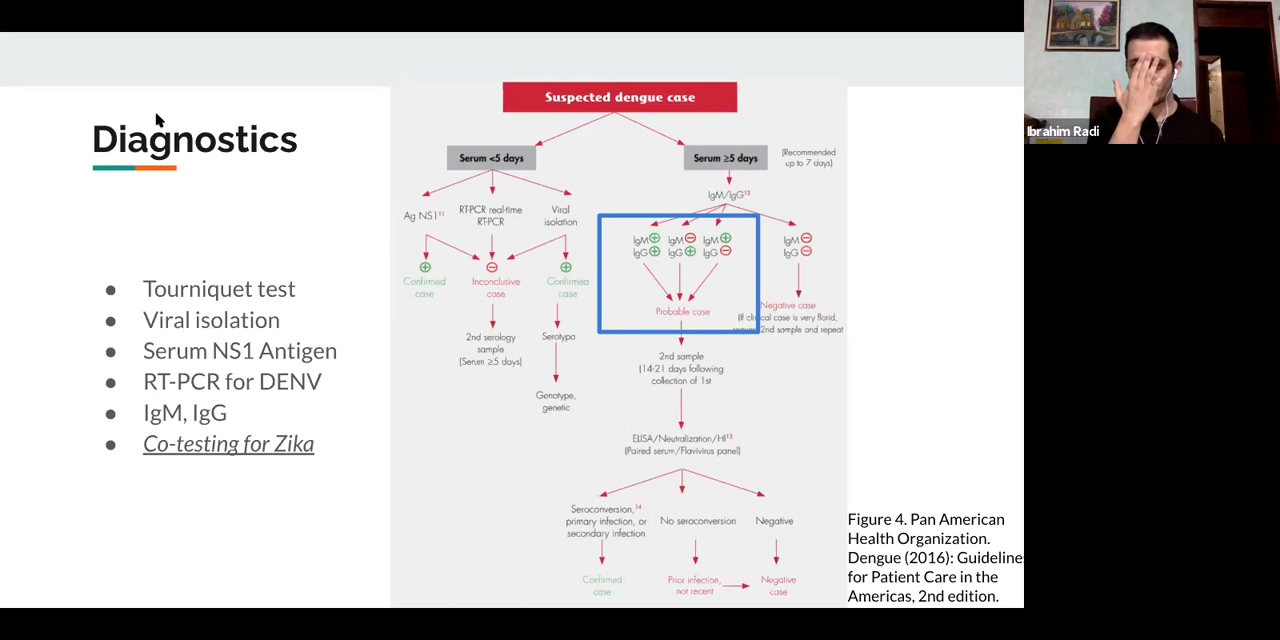 Diagnostics
● Tourniquet test
● Viral isolation
● Serum NS1 Antigen
● RT-PCR for DENV
● IgM, IgG
● Co-testing for Zika
Suspected dengue case
Serum <5 days
Serum ≥5 days
(Recommended
up to 7 days)
Ag NS1¹¹
RT-PCR real-time
RT-PCR
Viral
isolation
IgM/IgG¹²
IgM⊕
IgG⊕
IgM⊖
IgG⊕
IgM⊕
IgG⊖
IgM⊖
IgG⊖
⊕
Confirmed
case
⊖
Inconclusive
case
⊕
Confirmed
case
Probable case
Negative case
(If clinical case is very florid,
2nd sample and repeat
2nd serology
sample
(Serum ≥5 days)
Serotypo
Genotype,
genetic
2nd sample
(14-21 days following
collection of 1st
ELISA/Neutralization/HI¹³
(Paired serum/Flavivirus panel)
Seroconversion,¹⁴
primary infection, or
secondary infection
No seroconversion
Negative
Confirmed
case
Prior infection,
not recent
Negative
case
Figure 4. Pan American
Health Organization.
Dengue (2016): Guideline
for Patient Care in the
Americas, 2nd edition.
Ibrahim Radi